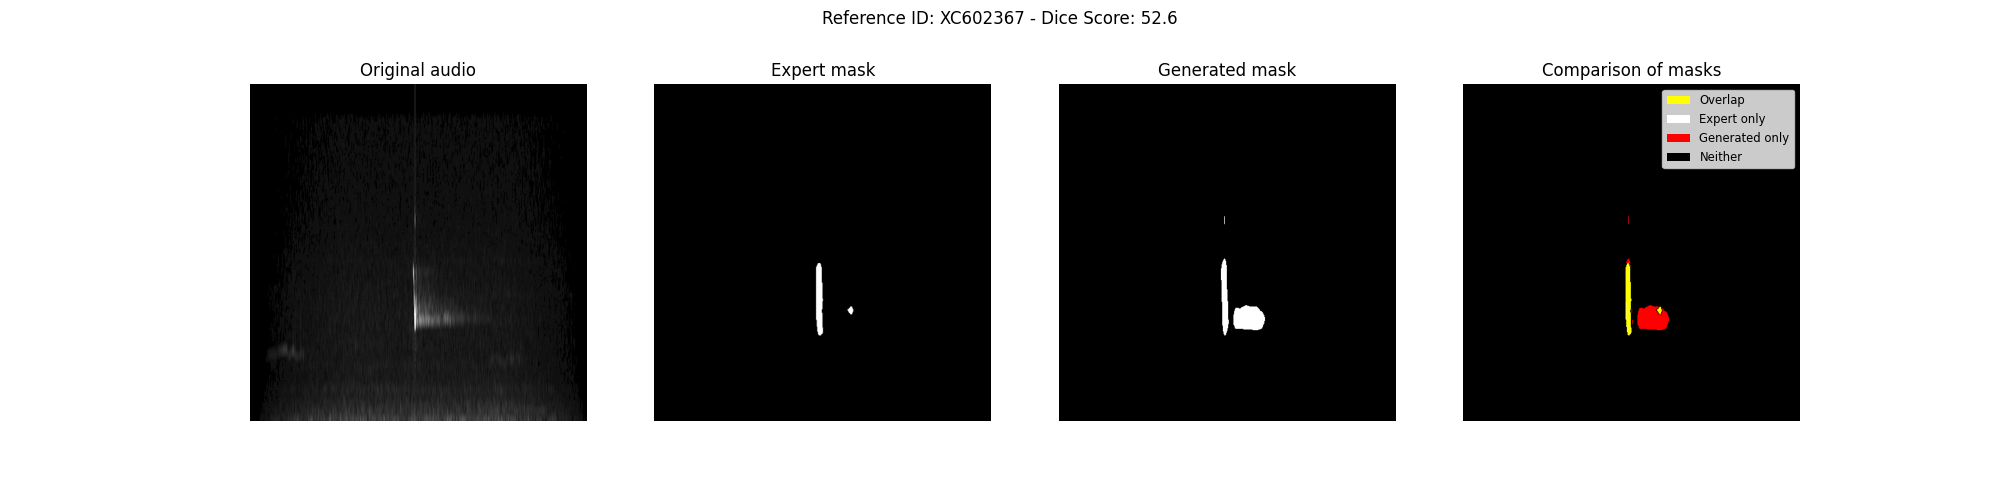 Reference ID: XC602367 - Dice Score: 52.6
Original audio
Expert mask
Generated mask
Comparison of masks
Overlap
Expert only
Generated only
Neither